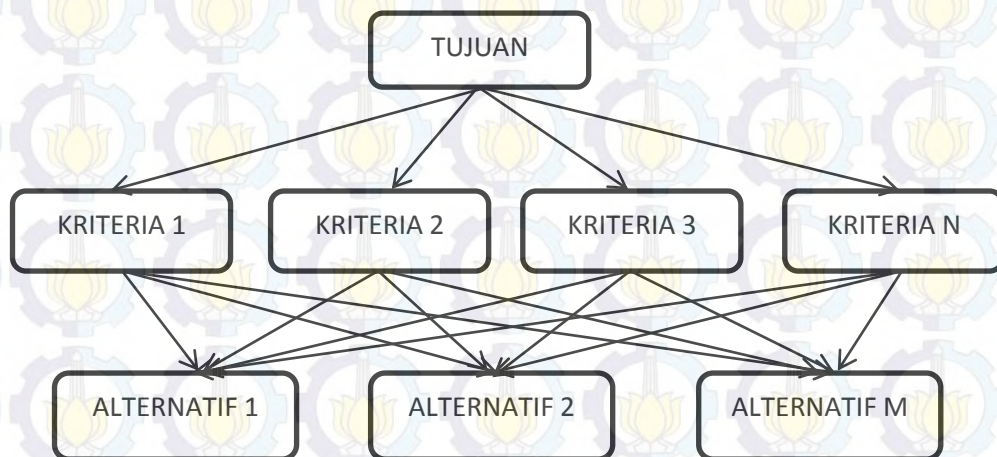 TUJUAN
KRITERIA 1
KRITERIA 2
KRITERIA 3
KRITERIA N
ALTERNATIF 1
ALTERNATIF 2
ALTERNATIF M